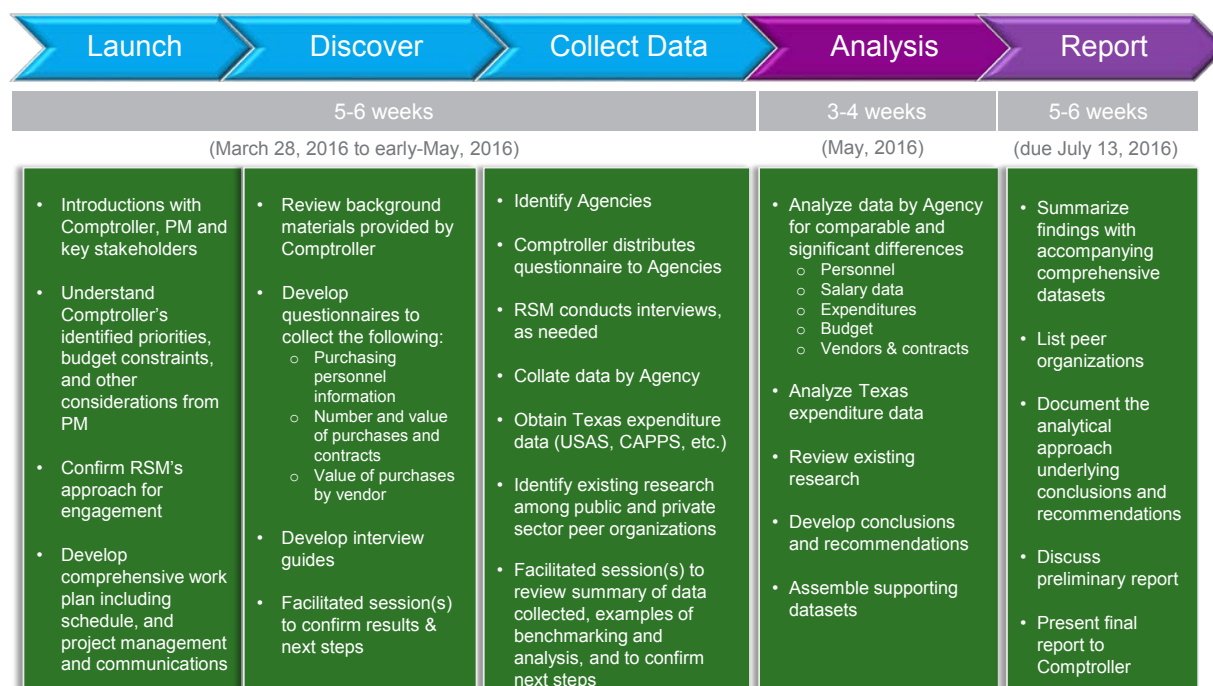 Launch
Discover
Collect Data
Analysis
Report
5-6 weeks
3-4 weeks
5-6 weeks
(March 28, 2016 to early-May, 2016)
(May, 2016)
(due July 13, 2016)
• Introductions with
Comptroller, PM and
key stakeholders
• Understand
Comptroller's
identified priorities,
budget constraints,
and other
considerations from
PM
• Confirm RSM's
approach for
engagement
• Develop
comprehensive work
plan including
schedule, and
project management
and communications
• Review background
materials provided by
Comptroller
• Develop
questionnaires to
collect the following:
o Purchasing
personnel
information
o Number and value
of purchases and
contracts
o Value of purchases
by vendor
• Develop interview
guides
• Facilitated session(s)
to confirm results &
next steps
• Identify Agencies
• Comptroller distributes
questionnaire to Agencies
• RSM conducts interviews,
as needed
• Collate data by Agency
• Obtain Texas expenditure
data (USAS, CAPPS, etc.)
• Identify existing research
among public and private
sector peer organizations
• Facilitated session(s) to
review summary of data
collected, examples of
benchmarking and
analysis, and to confirm
next steps
• Analyze data by Agency
for comparable and
significant differences
o Personnel
o Salary data
o Expenditures
o Budget
o Vendors & contracts
• Analyze Texas
expenditure data
• Review existing
research
• Develop conclusions
and recommendations
• Assemble supporting
datasets
• Summarize
findings with
accompanying
comprehensive
datasets
• List peer
organizations
• Document the
analytical
approach
underlying
conclusions and
recommendations
• Discuss
preliminary report
• Present final
report to
Comptroller